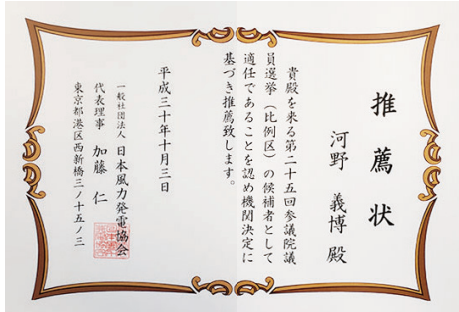 推薦状
河野 義博 殿
貴殿を来る第二十五回参議院議
員選挙（比例区）の候補者として
適任であることを認め機関決定に
基づき推薦致します。
平成三十年十月三日
一般社団法人 日本風力発電協会
代表理事 加藤 仁
東京都港区西新橋三ノ十五ノ三